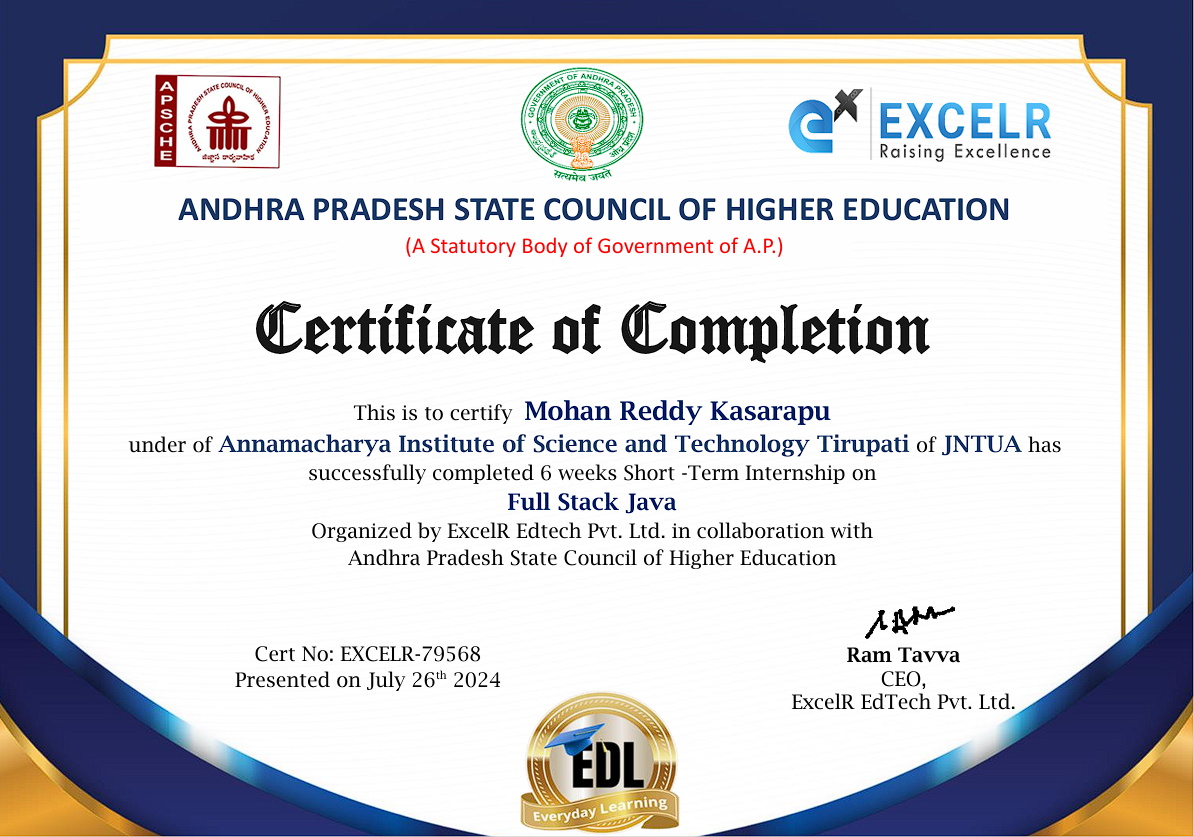 APSCHE
ANDHRA PRADESH STATE COUNCIL OF HIGHER EDUCATION
GOVERNMENT OF ANDHRA PRADESH
सत्यमेव जयते
eX
EXCELR
Raising Excellence
ANDHRA PRADESH STATE COUNCIL OF HIGHER EDUCATION
(A Statutory Body of Government of A.P.)
Certificate of Completion
This is to certify Mohan Reddy Kasarapu
under of Annamacharya Institute of Science and Technology Tirupati of JNTUA has
successfully completed 6 weeks Short -Term Internship on
Full Stack Java
Organized by ExcelR Edtech Pvt. Ltd. in collaboration with
Andhra Pradesh State Council of Higher Education
Cert No: EXCELR-79568
Presented on July 26th 2024
Ram Tavva
CEO,
ExcelR EdTech Pvt. Ltd.
EDL
Everyday Learning